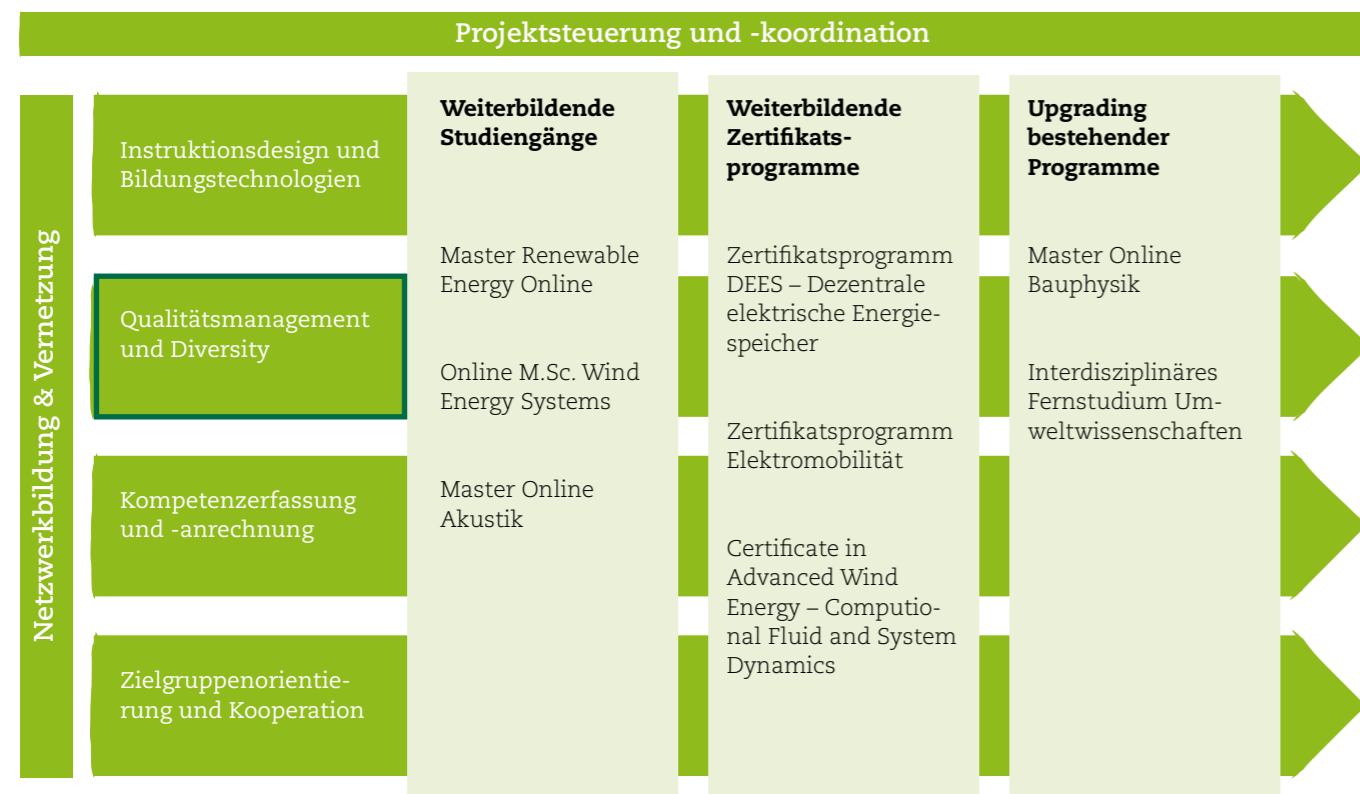 Projektsteuerung und -koordination
Netzwerkbildung & Vernetzung
Instruktionsdesign und
Bildungstechnologien
Qualitätsmanagement
und Diversity
Kompetenzerfassung
und -anrechnung
Zielgruppenorientie-
rung und Kooperation
Weiterbildende
Studiengänge
Master Renewable
Energy Online
Online M.Sc. Wind
Energy Systems
Master Online
Akustik
Weiterbildende
Zertifikats-
programme
Zertifikatsprogramm
DEES – Dezentrale
elektrische Energie-
speicher
Zertifikatsprogramm
Elektromobilität
Certificate in
Advanced Wind
Energy – Computio-
nal Fluid and System
Dynamics
Upgrading
bestehender
Programme
Master Online
Bauphysik
Interdisziplinäres
Fernstudium Um-
weltwissenschaften